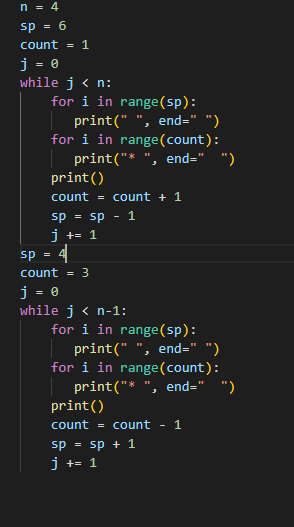 n = 4
sp = 6
count = 1
j = 0
while j < n:
    for i in range(sp):
       print(" ", end=" ")
    for i in range(count):
       print("* ", end="  ")
    print()
    count = count + 1
    sp = sp - 1
    j += 1
sp = 4
count = 3
j = 0
while j < n-1:
    for i in range(sp):
       print(" ", end=" ")
    for i in range(count):
       print("* ", end="  ")
    print()
    count = count - 1
    sp = sp + 1
    j += 1